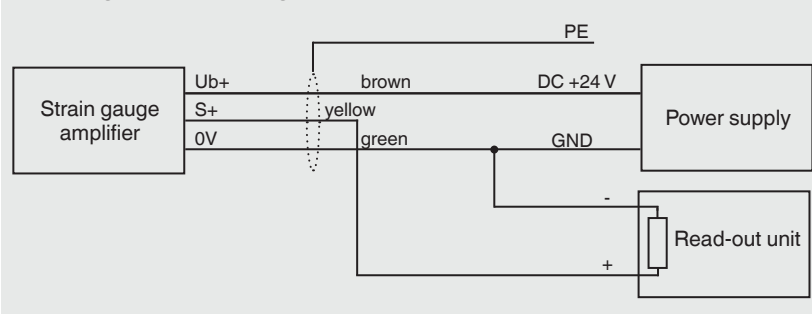 PE
Strain gauge
amplifier
Ub+
brown
DC +24 V
S+
yellow
0V
green
GND
Power supply
-
+
Read-out unit